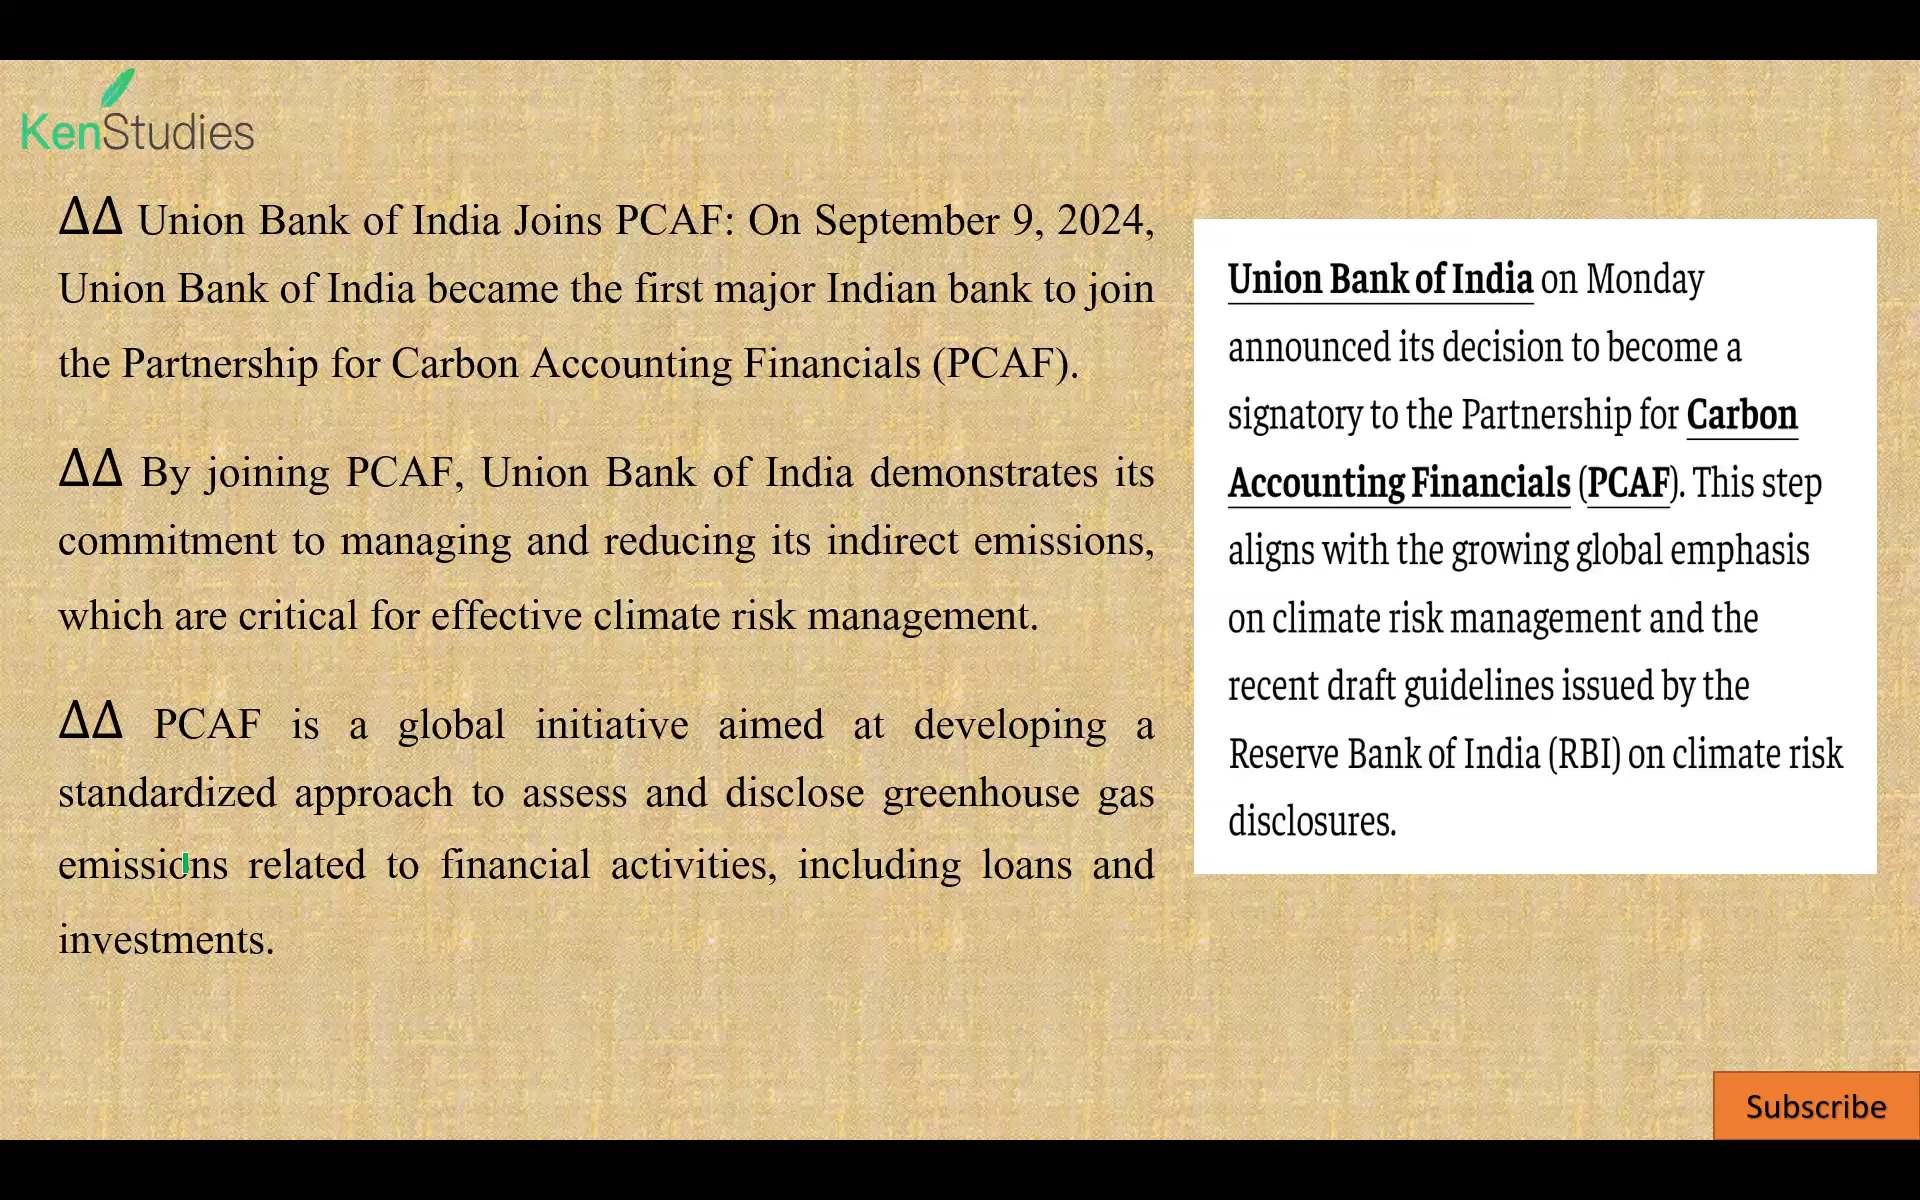 KenStudies
ΔΔ Union Bank of India Joins PCAF: On September 9, 2024,
Union Bank of India became the first major Indian bank to join
the Partnership for Carbon Accounting Financials (PCAF).
ΔΔ By joining PCAF, Union Bank of India demonstrates its
commitment to managing and reducing its indirect emissions,
which are critical for effective climate risk management.
ΔΔ PCAF is a global initiative aimed at developing a
standardized approach to assess and disclose greenhouse gas
emissions related to financial activities, including loans and
investments.
Union Bank of India on Monday
announced its decision to become a
signatory to the Partnership for Carbon
Accounting Financials (PCAF). This step
aligns with the growing global emphasis
on climate risk management and the
recent draft guidelines issued by the
Reserve Bank of India (RBI) on climate risk
disclosures.
Subscribe